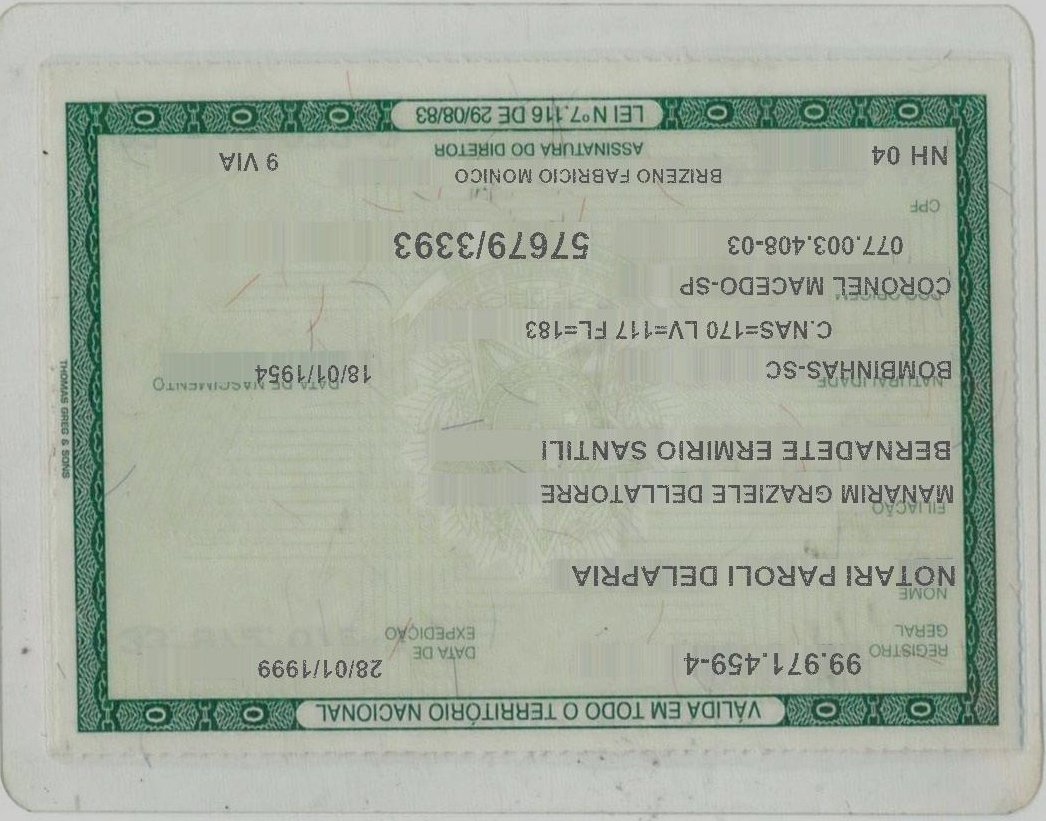 VÁLIDA EM TODO O TERRITÓRIO NACIONAL
REGISTRO GERAL 99.971.459-4 DATA DE EXPEDIÇÃO 28/01/1999
NOME
NOTARI PAROLI DELAPRIA
FILIAÇÃO
MANARIM GRAZIELE DELLATORRE
BERNADETE ERMIRIO SANTILI
NATURALIDADE DATA DE NASCIMENTO
BOMBINHAS-SC 18/01/1954
C.NAS=170 LV=117 FL=183
DOC ORIGEM
CORONEL MACEDO-SP
077.003.408-03 57679/3393
CPF
BRIZENO FABRICIO MONICO
NH 04 ASSINATURA DO DIRETOR 9 VIA
LEI Nº7.116 DE 29/08/83
THOMAS GREG & SONS